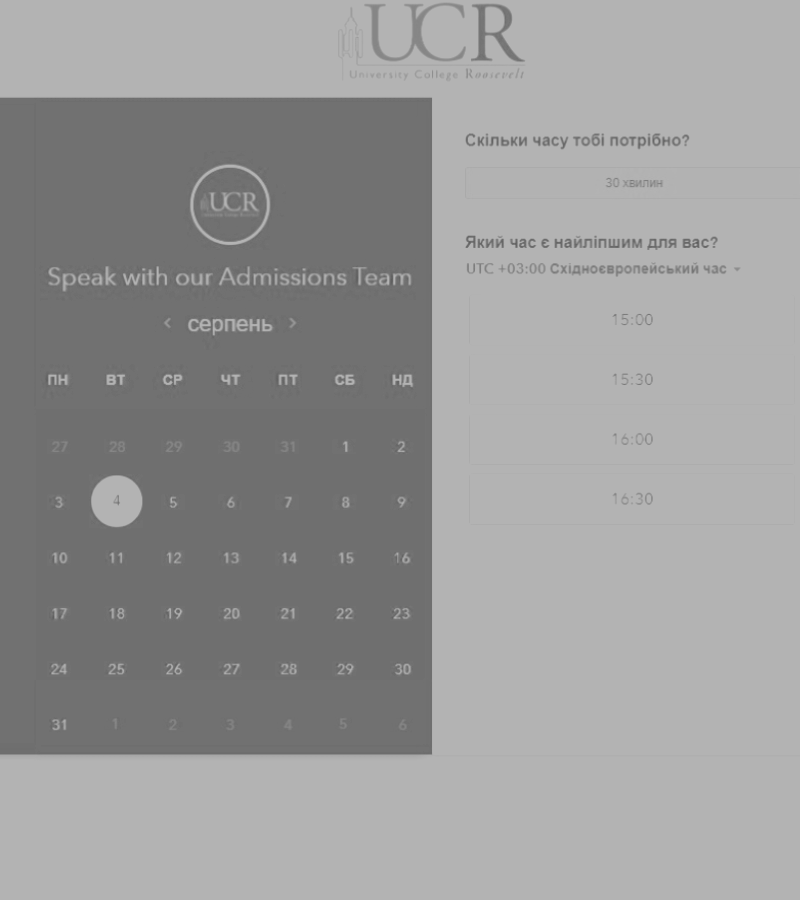 UCR
University College Roosevelt
UCR
Speak with our Admissions Team
серпень
ПН ВТ СР ЧТ ПТ СБ НД
27 28 29 30 31 1 2
3 4 5 6 7 8 9
10 11 12 13 14 15 16
17 18 19 20 21 22 23
24 25 26 27 28 29 30
31 1 2 3 4 5 6
Скільки часу тобі потрібно?
30 хвилин
Який час є найліпшим для вас?
UTC +03:00 Східноєвропейський час
15:00
15:30
16:00
16:30